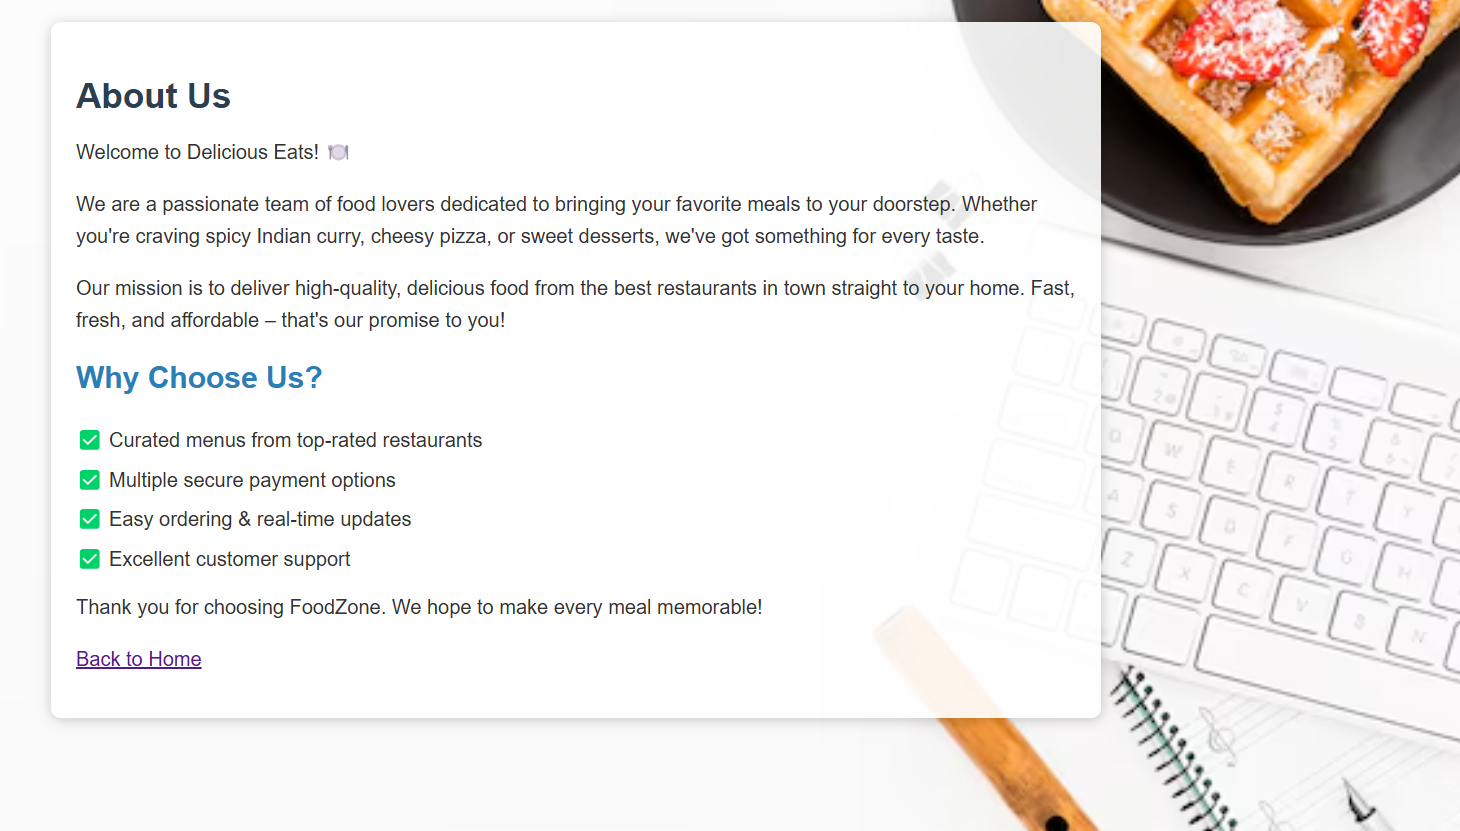 About Us
Welcome to Delicious Eats! 🍽️
We are a passionate team of food lovers dedicated to bringing your favorite meals to your doorstep. Whether
you're craving spicy Indian curry, cheesy pizza, or sweet desserts, we've got something for every taste.
Our mission is to deliver high-quality, delicious food from the best restaurants in town straight to your home. Fast,
fresh, and affordable – that's our promise to you!
Why Choose Us?
✅ Curated menus from top-rated restaurants
✅ Multiple secure payment options
✅ Easy ordering & real-time updates
✅ Excellent customer support
Thank you for choosing FoodZone. We hope to make every meal memorable!
Back to Home